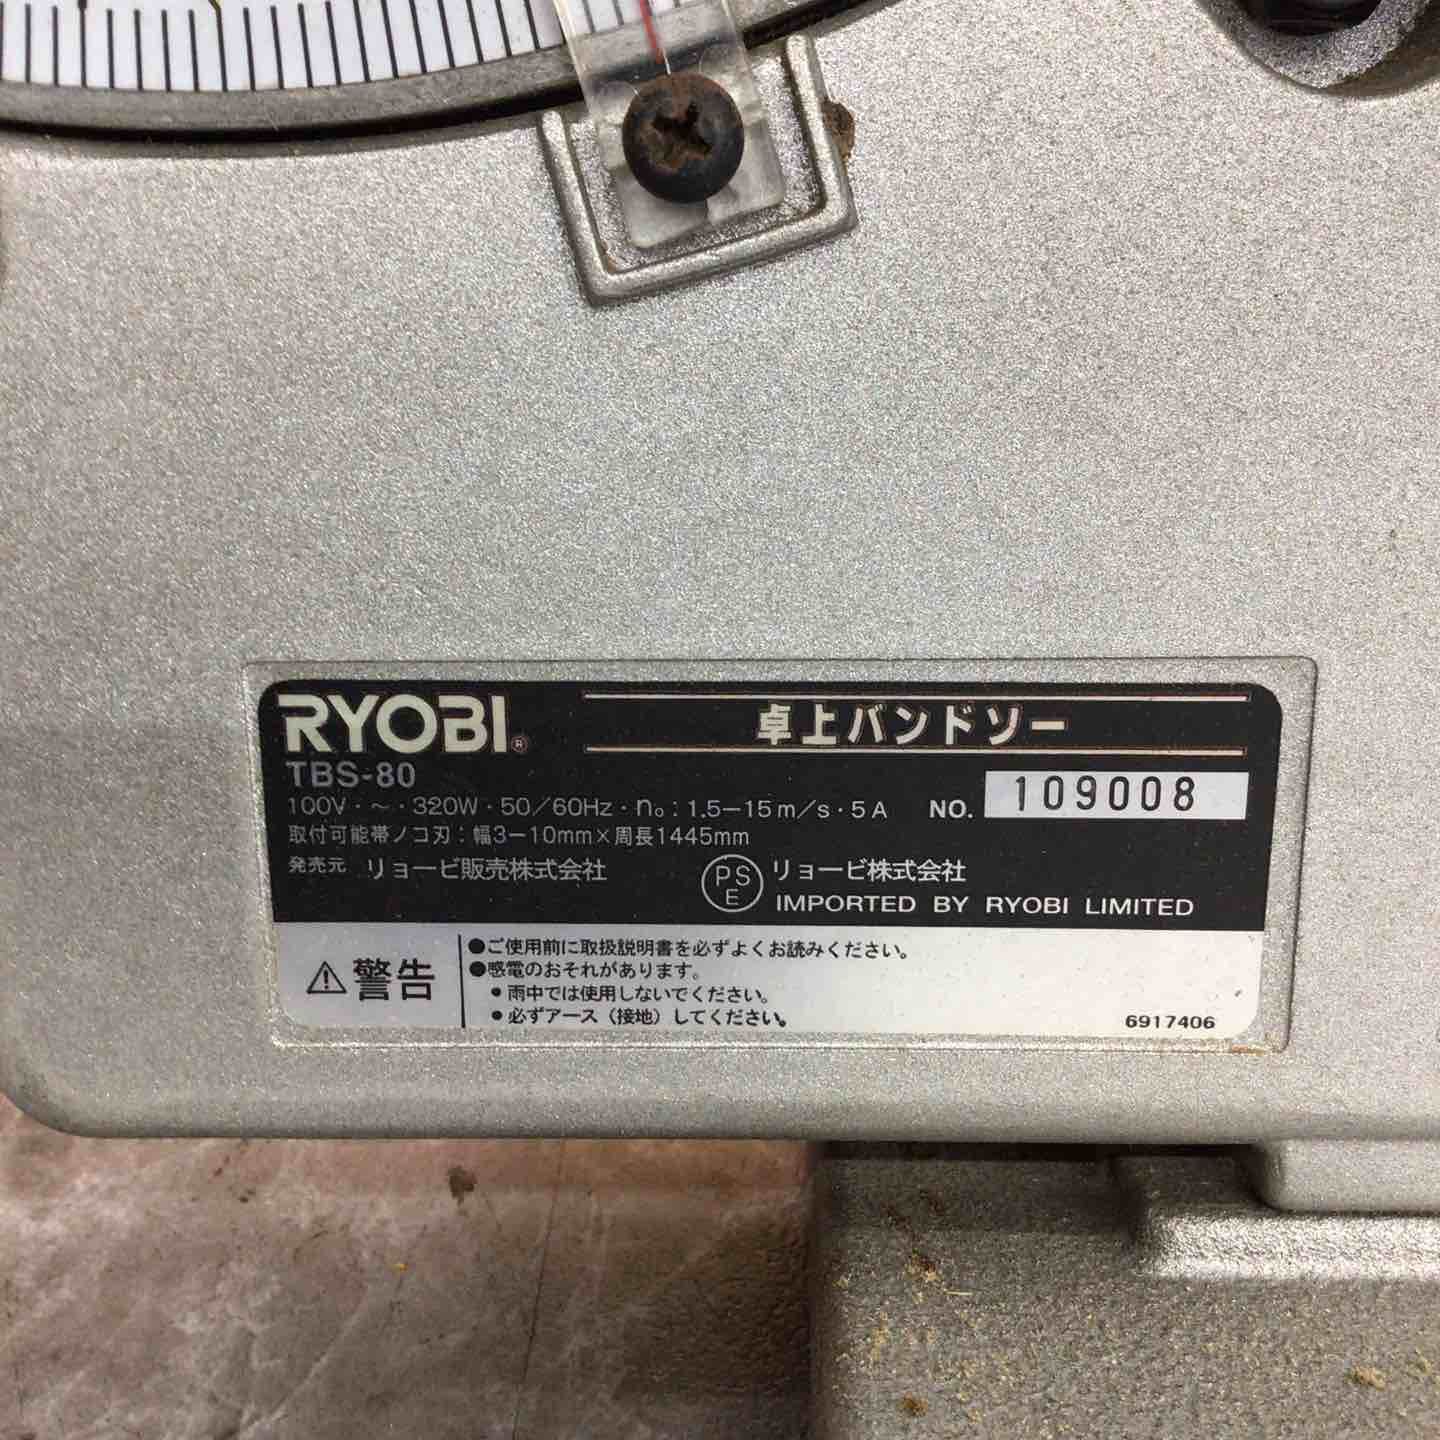 RYOBI®
卓上バンドソー
TBS-80
100V・～・320W・50/60Hz・n₀:1.5-15m/s・5A
NO. 109008
取付可能帯ノコ刃:幅3-10mm×周長1445mm
発売元 リョービ販売株式会社
PSE
リョービ株式会社
IMPORTED BY RYOBI LIMITED
⚠警告
●ご使用前に取扱説明書を必ずよくお読みください。
●感電のおそれがあります。
・雨中では使用しないでください。
・必ずアース（接地）してください。
6917406